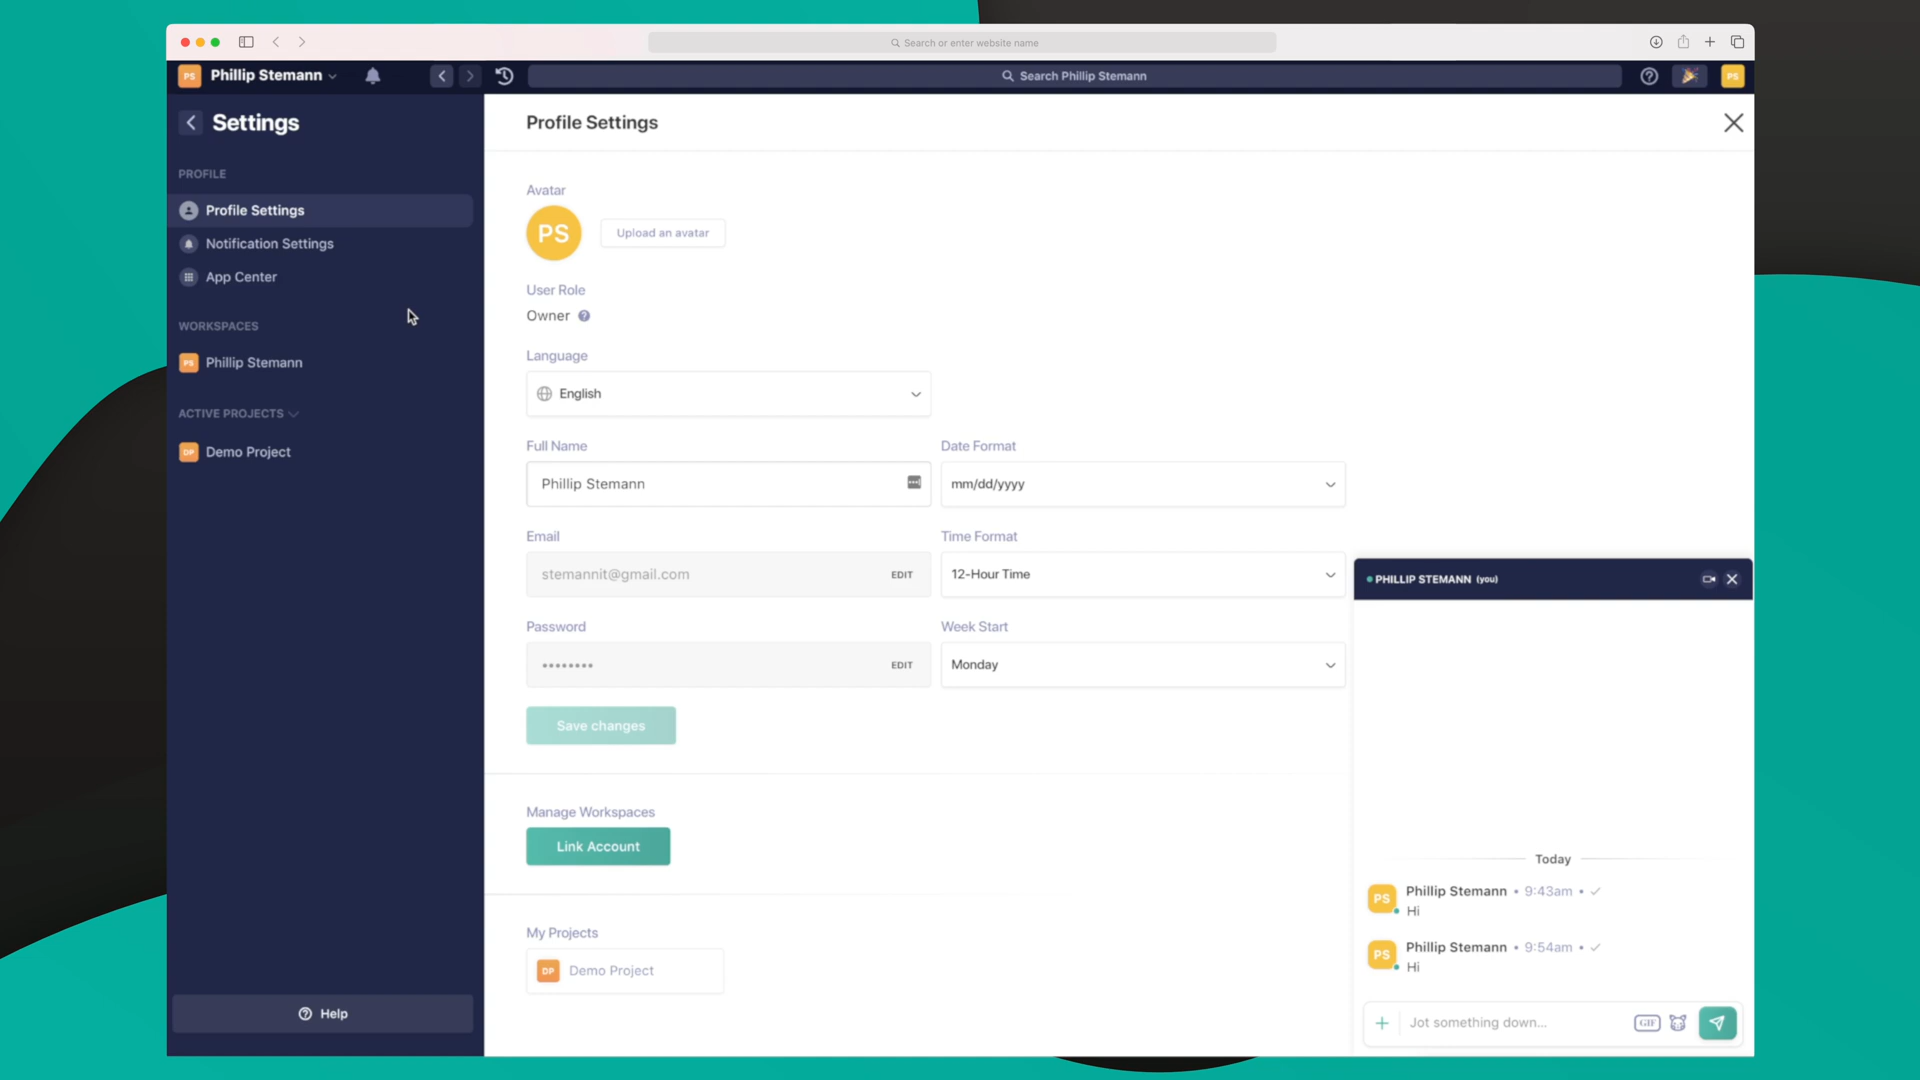 Search or enter website name
PS Phillip Stemann
Search Phillip Stemann
PS
Settings
PROFILE
Profile Settings
Notification Settings
App Center
WORKSPACES
PS Phillip Stemann
ACTIVE PROJECTS
DP Demo Project
Help
Profile Settings
Avatar
PS
Upload an avatar
User Role
Owner ?
Language
English
Full Name
Phillip Stemann
Date Format
mm/dd/yyyy
Email
stemannit@gmail.com EDIT
Time Format
12-Hour Time
Password
•••••••• EDIT
Week Start
Monday
Save changes
Manage Workspaces
Link Account
My Projects
DP Demo Project
PHILLIP STEMANN (you)
Today
PS Phillip Stemann • 9:43am •
Hi
PS Phillip Stemann • 9:54am •
Hi
Jot something down...
GIF